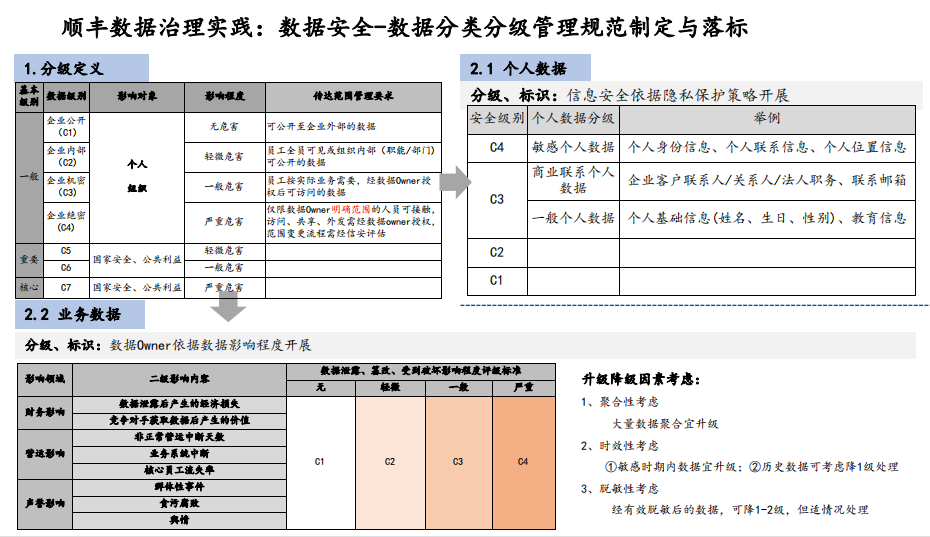 顺丰数据治理实践：数据安全-数据分类分级管理规范制定与落标
1.分级定义
基本级别 数据级别 影响对象 影响程度 传达范围管理要求
一般 企业公开(C1) 个人 组织 无危害 可公开至企业外部的数据
企业内部(C2) 轻微危害 员工全员可见或组织内部（职能/部门)可公开的数据
企业机密(C3) 一般危害 员工按实际业务需要，经数据Owner授权后可访问的数据
企业绝密(C4) 严重危害 仅限数据Owner明确范围的人员可接触，访问、共享、外发需经数据owner授权，范围变更流程需经信安评估
重要 C5 国家安全、公共利益 轻微危害
C6 一般危害
核心 C7 国家安全、公共利益 严重危害
2.1 个人数据
分级、标识：信息安全依据隐私保护策略开展
安全级别 个人数据分级 举例
C4 敏感个人数据 个人身份信息、个人联系信息、个人位置信息
C3 商业联系个人数据 企业客户联系人/关系人/法人职务、联系邮箱
一般个人数据 个人基础信息(姓名、生日、性别)、教育信息
C2
C1
2.2 业务数据
分级、标识：数据Owner依据数据影响程度开展
影响领域 二级影响内容 数据泄露、篡改、受到破坏影响程度评级标准
无 轻微 一般 严重
财务影响 数据泄露后产生的经济损失
竞争对手获取数据后产生的价值
营运影响 非正常营运中断天数
业务系统中断
核心员工流失率
声誉影响 群体性事件
贪污腐败
舆情
C1 C2 C3 C4
升级降级因素考虑：
1、聚合性考虑
大量数据聚合宜升级
2、时效性考虑
①敏感时期内数据宜升级；②历史数据可考虑降1级处理
3、脱敏性考虑
经有效脱敏后的数据，可降1-2级，但适情况处理